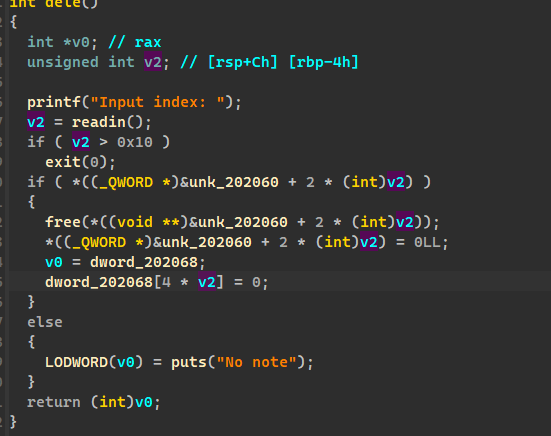 int dele()
{
int *v0; // rax
unsigned int v2; // [rsp+Ch] [rbp-4h]
printf("Input index: ");
v2 = readin();
if ( v2 > 0x10 )
exit(0);
if ( *((_QWORD *)&unk_202060 + 2 * (int)v2) )
{
free(*((void **)&unk_202060 + 2 * (int)v2));
*((_QWORD *)&unk_202060 + 2 * (int)v2) = 0LL;
v0 = dword_202068;
dword_202068[4 * v2] = 0;
}
else
{
LODWORD(v0) = puts("No note");
}
return (int)v0;
}